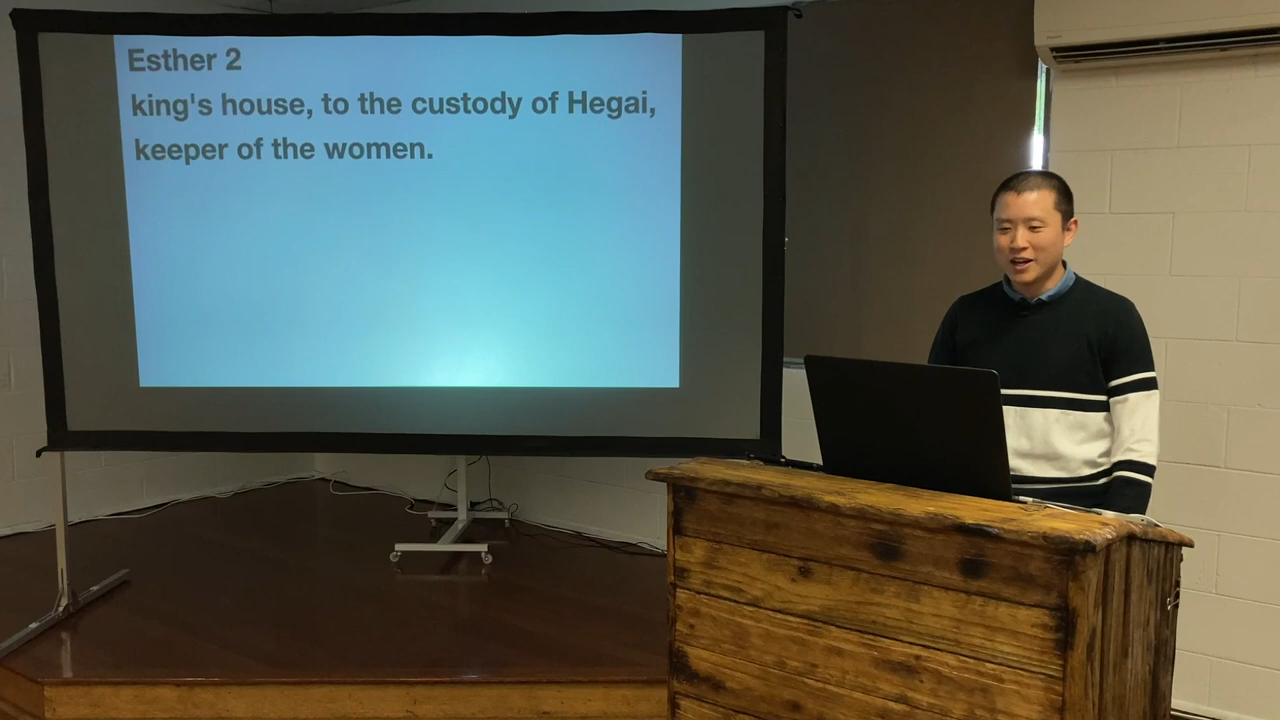 Esther 2
king's house, to the custody of Hegai,
keeper of the women.